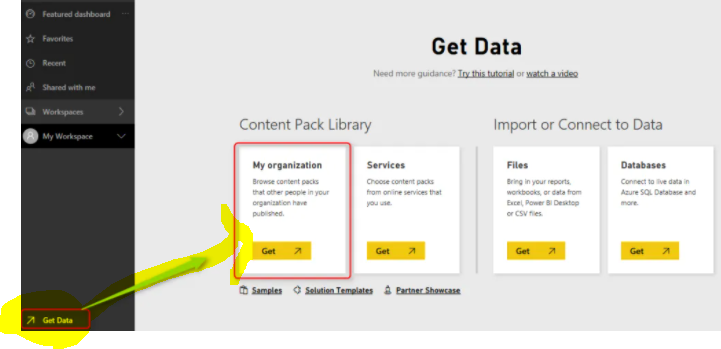 Featured dashboard ...
Favorites
Recent
Shared with me
Workspaces
My Workspace
Get Data
Get Data
Need more guidance? Try this tutorial or watch a video
Content Pack Library
My organization
Browse content packs
that other people in your
organization have
published.
Get
Services
Choose content packs
from online services that
you use.
Get
Samples
Solution Templates
Partner Showcase
Import or Connect to Data
Files
Bring in your reports,
workbooks, or data from
Excel, Power BI Desktop
or CSV files.
Get
Databases
Connect to live data in
Azure SQL Database and
more.
Get